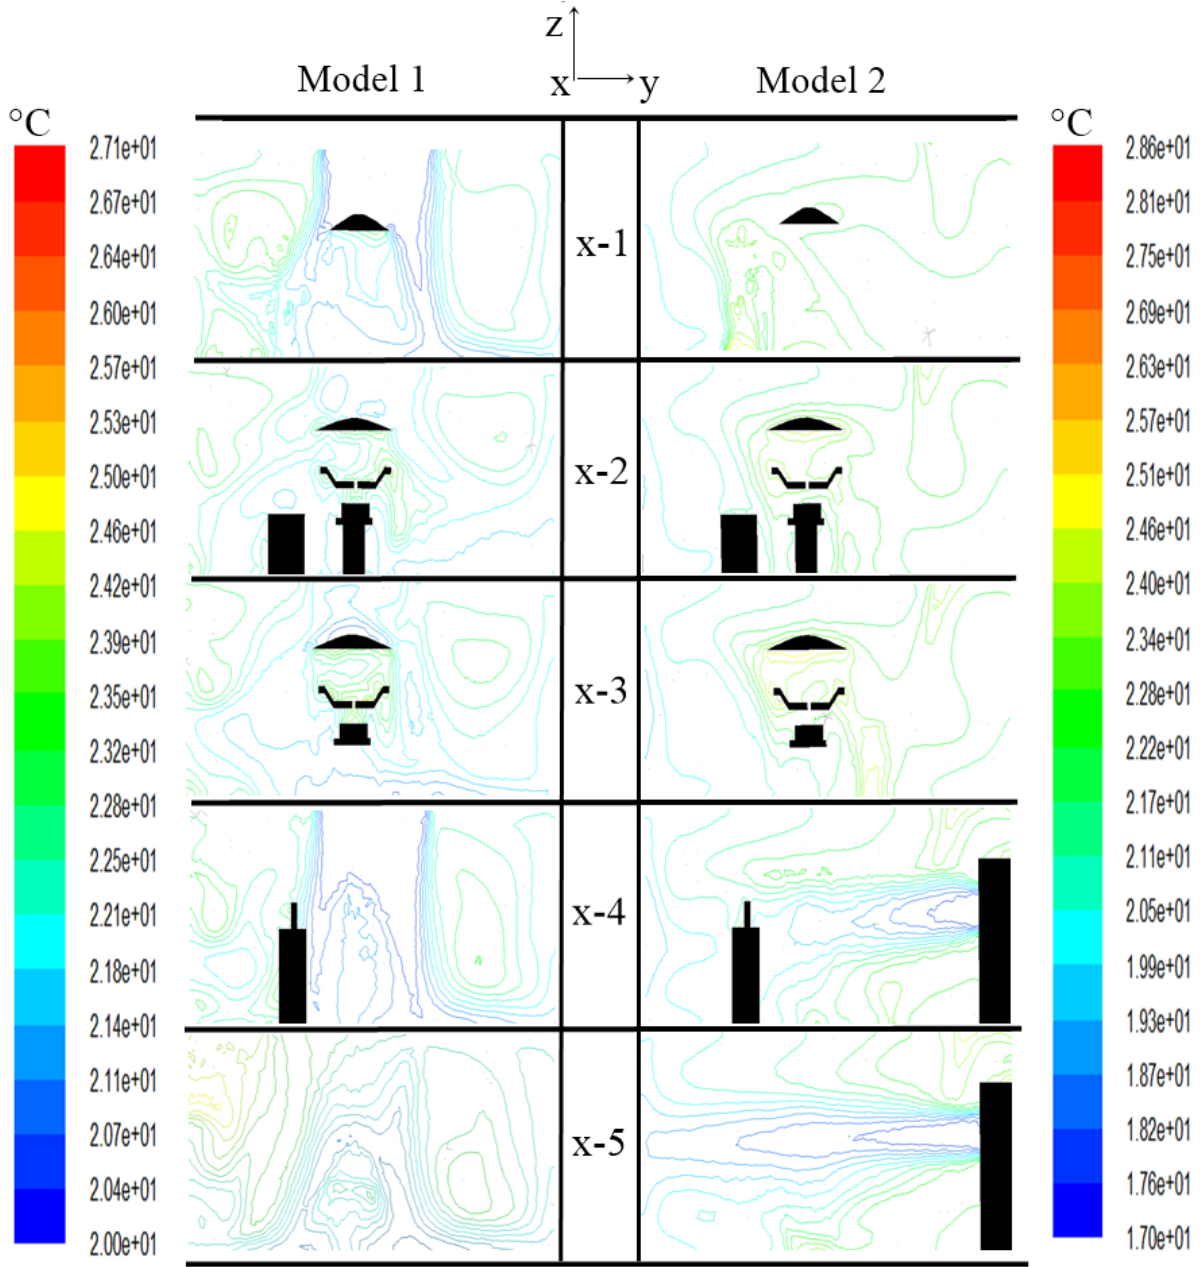 z
x
y
Model 1
Model 2
°C
2.71e+01
2.67e+01
2.64e+01
2.60e+01
2.57e+01
2.53e+01
2.50e+01
2.46e+01
2.42e+01
2.39e+01
2.35e+01
2.32e+01
2.28e+01
2.25e+01
2.21e+01
2.18e+01
2.14e+01
2.11e+01
2.07e+01
2.04e+01
2.00e+01
x-1
x-2
x-3
x-4
x-5
°C
2.86e+01
2.81e+01
2.75e+01
2.69e+01
2.63e+01
2.57e+01
2.51e+01
2.46e+01
2.40e+01
2.34e+01
2.28e+01
2.22e+01
2.17e+01
2.11e+01
2.05e+01
1.99e+01
1.93e+01
1.87e+01
1.82e+01
1.76e+01
1.70e+01